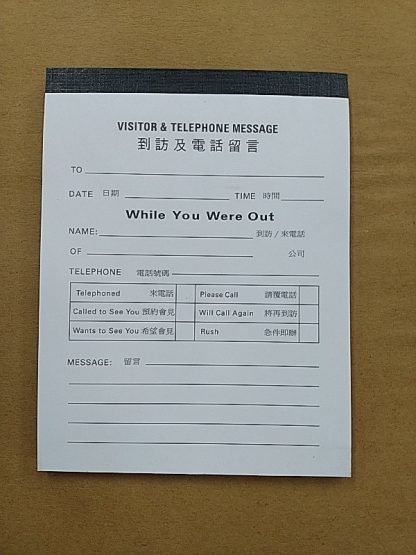 VISITOR & TELEPHONE MESSAGE
到訪及電話留言
TO
DATE 日期 TIME 時間
While You Were Out
NAME: 到訪 / 來電話
OF 公司
TELEPHONE 電話號碼
Telephoned 來電話 Please Call 請覆電話
Called to See You 預約會見 Will Call Again 將再到訪
Wants to See You 希望會見 Rush 急件即辦
MESSAGE: 留言